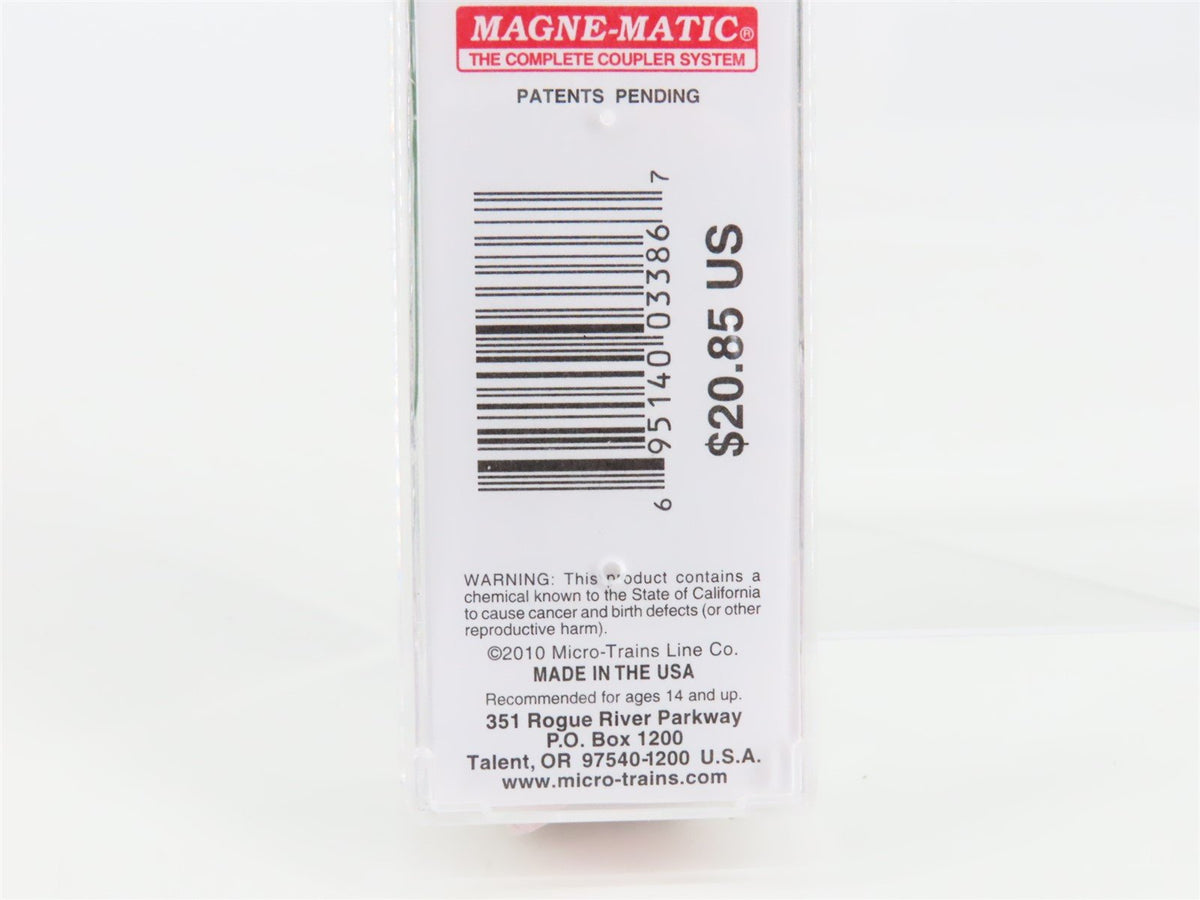 MAGNE-MATIC®
THE COMPLETE COUPLER SYSTEM
PATENTS PENDING
6 95140 03386 7
$20.85 US
WARNING: This product contains a
chemical known to the State of California
to cause cancer and birth defects (or other
reproductive harm).
©2010 Micro-Trains Line Co.
MADE IN THE USA
Recommended for ages 14 and up.
351 Rogue River Parkway
P.O. Box 1200
Talent, OR 97540-1200 U.S.A.
www.micro-trains.com